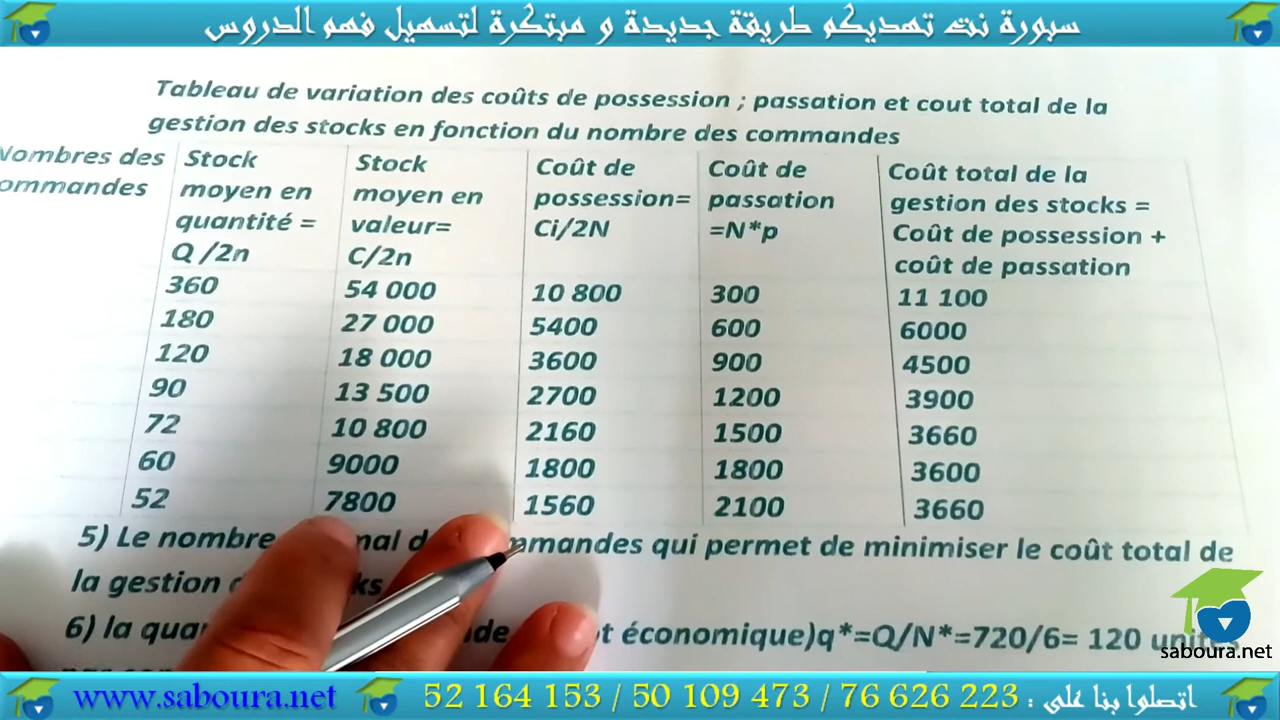 سبورة نت تهديكم طريقة جديدة و مبتكرة لتسهيل فهم الدروس
Tableau de variation des coûts de possession ; passation et cout total de la
gestion des stocks en fonction du nombre des commandes
Nombres des commandes | Stock moyen en quantité = Q /2n | Stock moyen en valeur= C/2n | Coût de possession= Ci/2N | Coût de passation =N*p | Coût total de la gestion des stocks = Coût de possession + coût de passation
360 54 000 10 800 300 11 100
180 27 000 5400 600 6000
120 18 000 3600 900 4500
90 13 500 2700 1200 3900
72 10 800 2160 1500 3660
60 9000 1800 1800 3600
52 7800 1560 2100 3660
5) Le nombre qui permet de minimiser le coût total de
la gestion
6) la économique)q*=Q/N*=720/6= 120
saboura.net
www.saboura.net 52 164 153 / 50 109 473 / 76 626 223 : اتصلوا بنا على